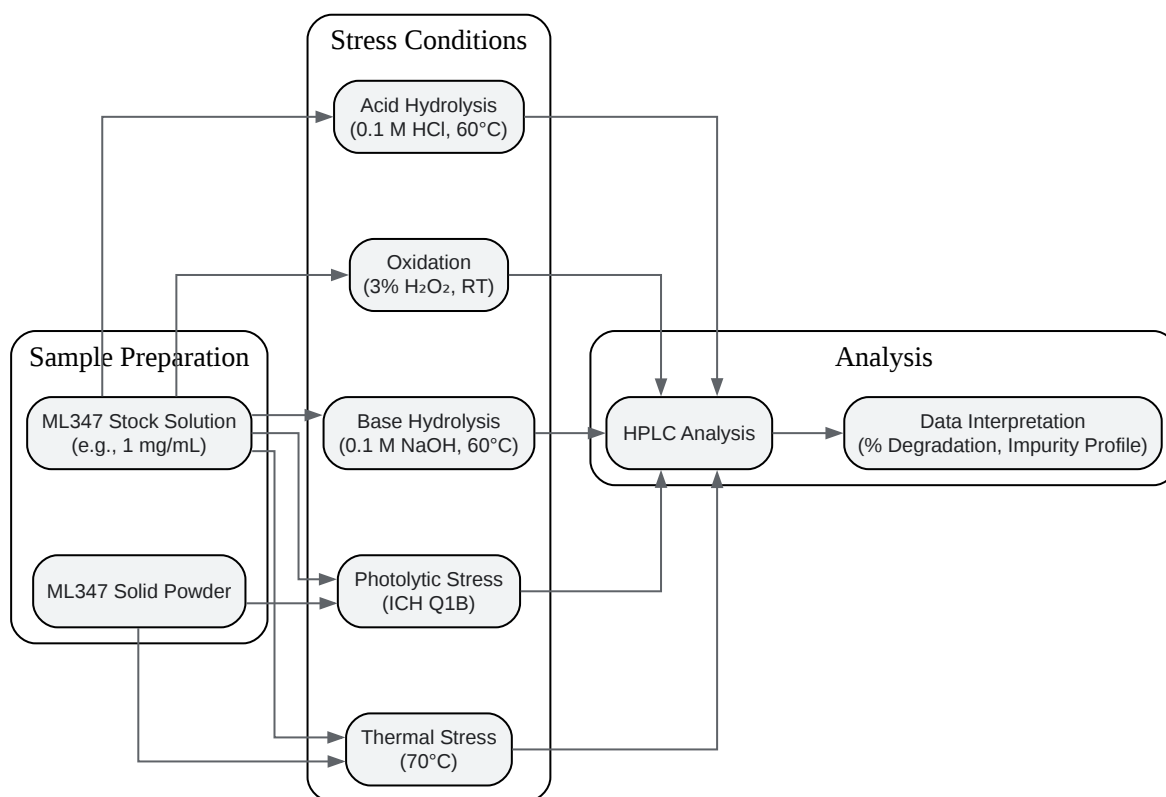 Stress Conditions
Acid Hydrolysis
(0.1 M HCl, 60°C)
Oxidation
(3% H₂O₂, RT)
Sample Preparation
Analysis
ML347 Stock Solution
(e.g., 1 mg/mL)
Base Hydrolysis
(0.1 M NaOH, 60°C)
HPLC Analysis
Data Interpretation
(% Degradation, Impurity Profile)
ML347 Solid Powder
Photolytic Stress
(ICH Q1B)
Thermal Stress
(70°C)